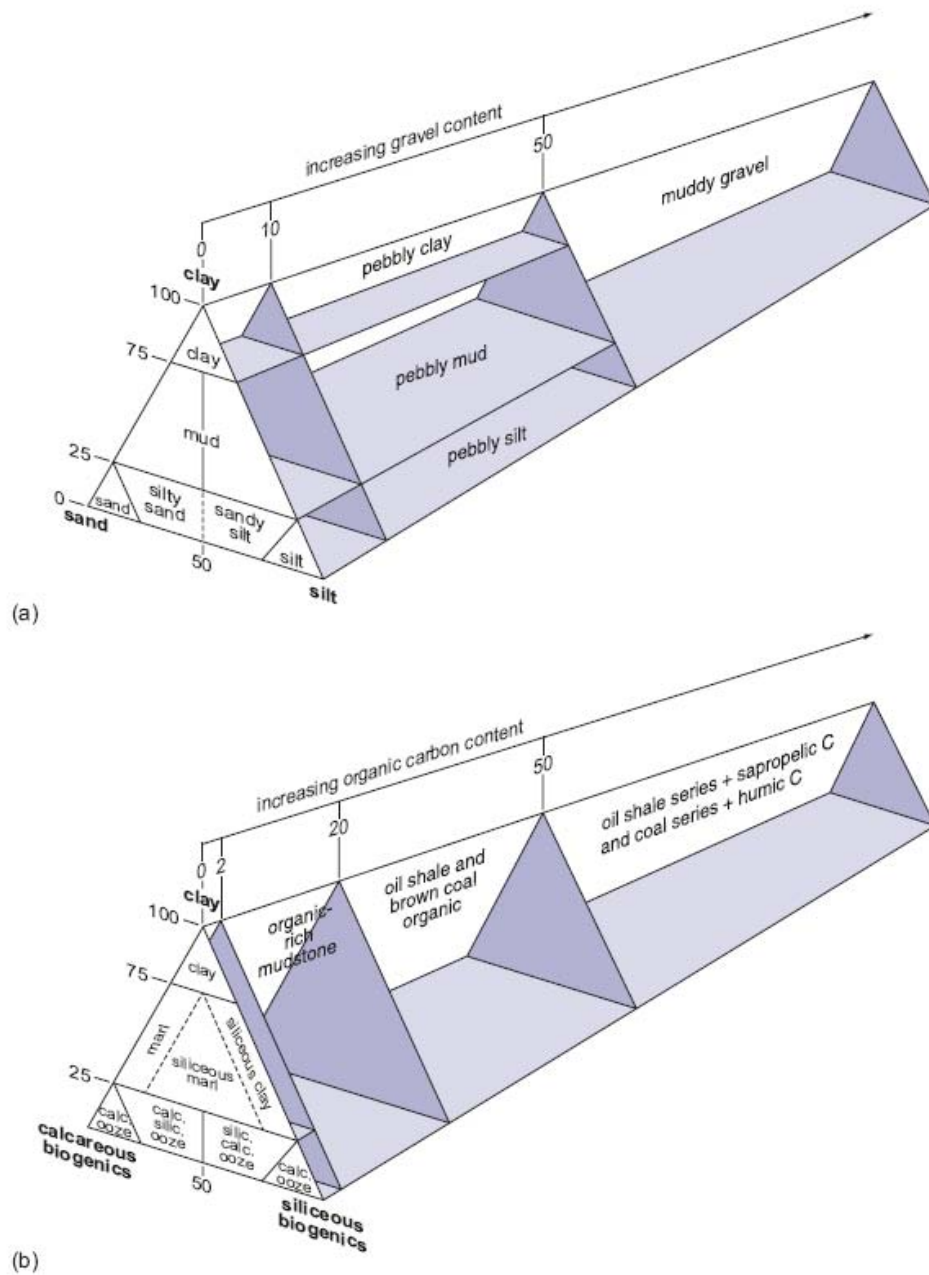 increasing gravel content
0
10
50
clay
100
75
25
0
clay
mud
sand
silty
sand
sandy
silt
silt
sand
50
silt
pebbly clay
pebbly mud
pebbly silt
muddy gravel
(a)
increasing organic carbon content
0
2
20
50
clay
100
75
25
clay
marl
siliceous
marl
siliceous clay
calc.
ooze
calc.
silic.
ooze
silic.
calc.
ooze
calc.
ooze
calcareous
biogenics
50
siliceous
biogenics
organic-
rich
mudstone
oil shale and
brown coal
organic
oil shale series + sapropelic C
and coal series + humic C
(b)